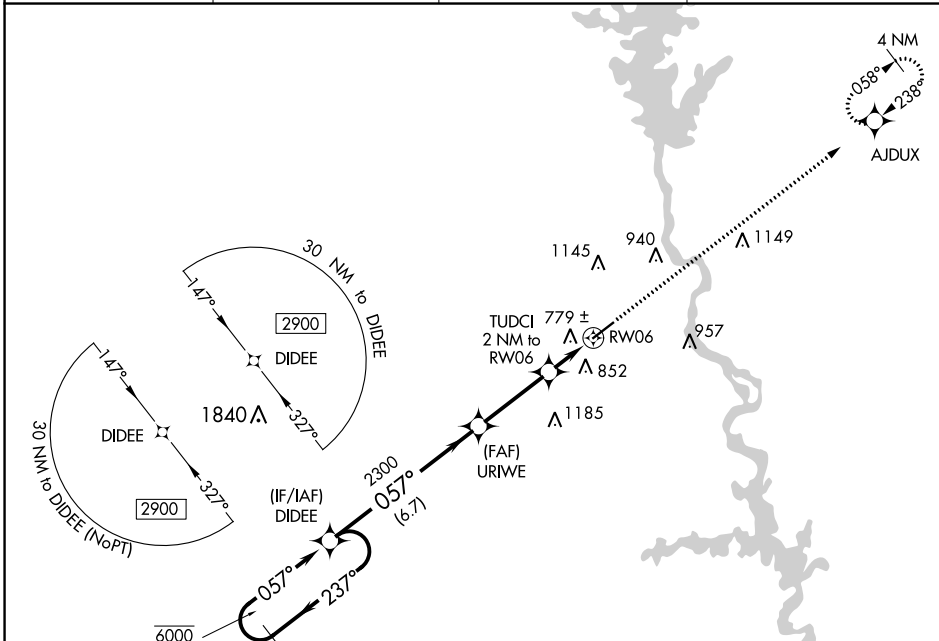 4 NM
058°
238°
AJDUX
1149
940
1145
30 NM to DIDEE
147°
2900
DIDEE
327°
TUDCI
2 NM to
RW06
779 ±
RW06
957
852
1185
1840
147°
DIDEE
327°
2900
30 NM to DIDEE (NoPT)
(FAF)
URIWE
2300
057°
(6.7)
(IF/IAF)
DIDEE
057°
237°
6000